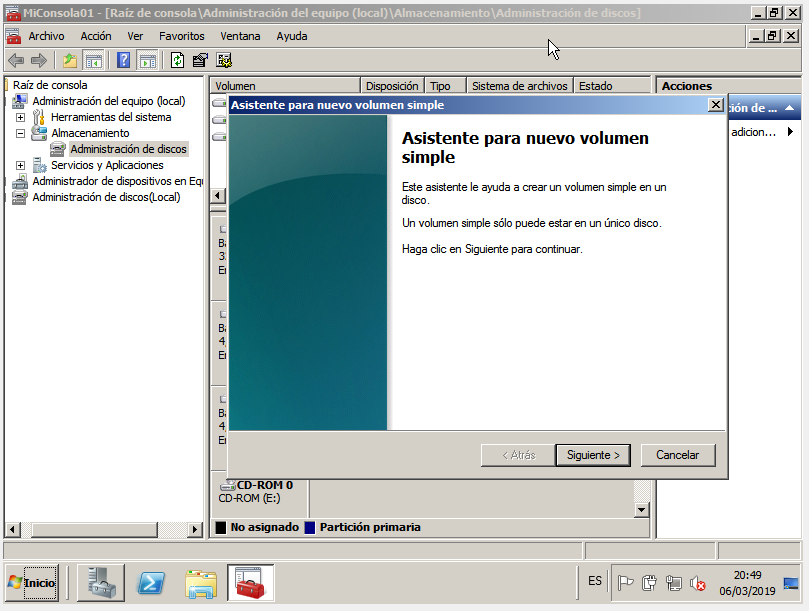 MiConsola01 - [Raíz de consola\Administración del equipo (local)\Almacenamiento\Administración de discos]
Archivo Acción Ver Favoritos Ventana Ayuda
Raíz de consola
Administración del equipo (local)
Herramientas del sistema
Almacenamiento
Administración de discos
Servicios y Aplicaciones
Administrador de dispositivos en Equ
Administración de discos(Local)
Volumen Disposición Tipo Sistema de archivos Estado
Acciones
ión de ...
adicion...
Asistente para nuevo volumen simple
Asistente para nuevo volumen
simple
Este asistente le ayuda a crear un volumen simple en un
disco.
Un volumen simple sólo puede estar en un único disco.
Haga clic en Siguiente para continuar.
< Atrás Siguiente > Cancelar
Ba
3
En
Ba
4,
En
Ba
4,
En
CD-ROM 0
CD-ROM (E:)
No asignado Partición primaria
Inicio
ES
20:49
06/03/2019